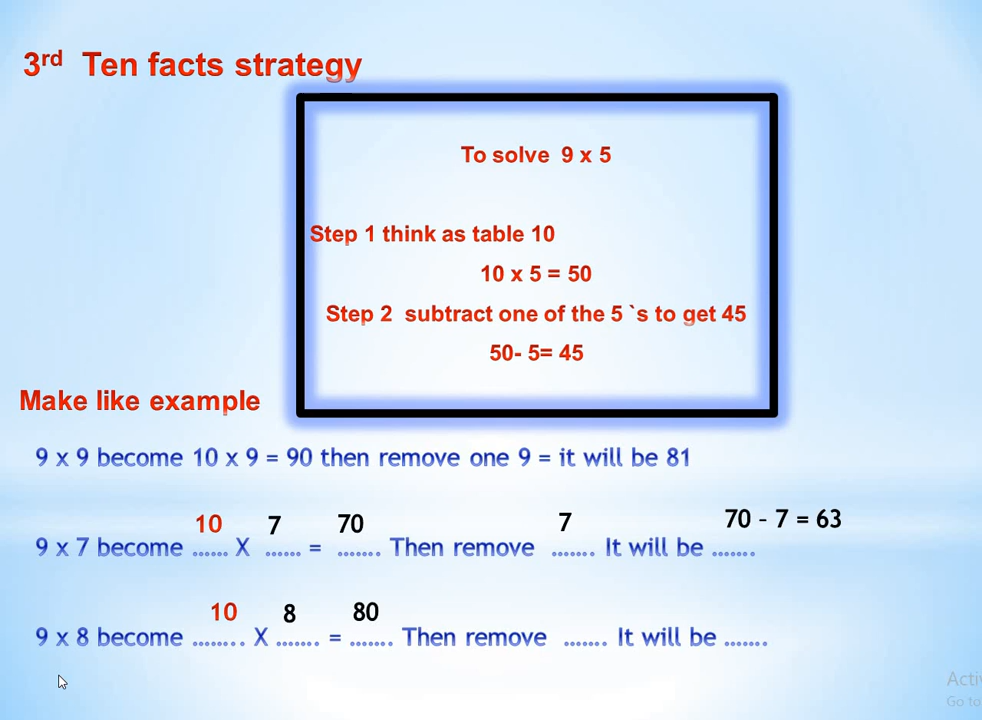 3rd Ten facts strategy
To solve 9 x 5
Step 1 think as table 10
10 x 5 = 50
Step 2 subtract one of the 5 `s to get 45
50- 5= 45
Make like example
9 x 9 become 10 x 9 = 90 then remove one 9 = it will be 81
10 7 70 7 70 - 7 = 63
9 x 7 become ...... X ...... = ....... Then remove ....... It will be .......
10 8 80
9 x 8 become ........ X ....... = ....... Then remove ....... It will be .......
Go to